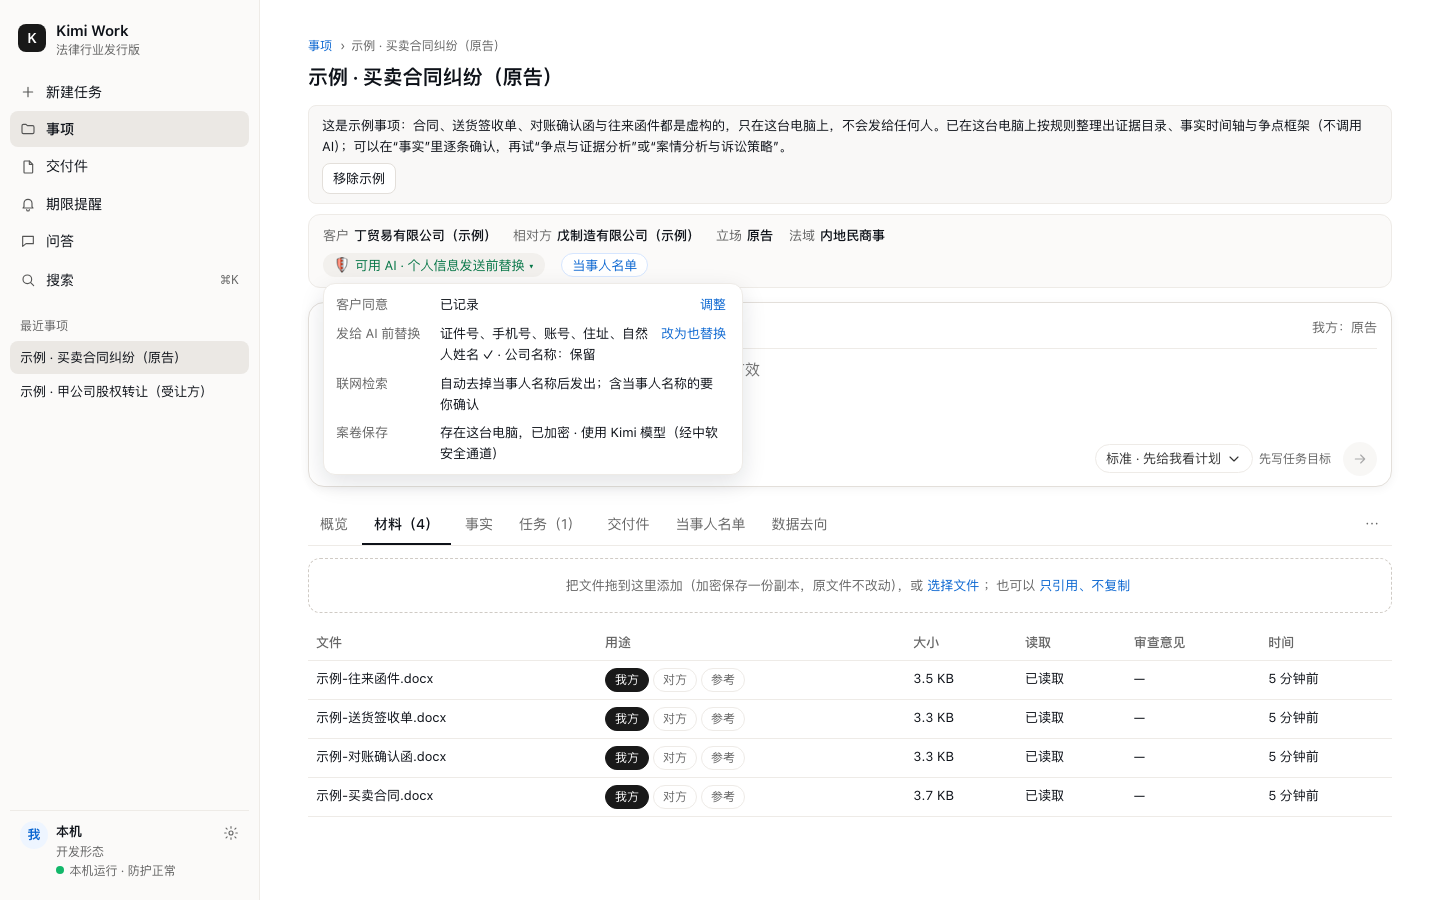 K
Kimi Work
法律行业发行版
新建任务
事项
交付件
期限提醒
问答
搜索 ⌘K
最近事项
示例 · 买卖合同纠纷（原告）
示例 · 甲公司股权转让（受让方）
我
本机
开发形态
本机运行 · 防护正常
事项 › 示例 · 买卖合同纠纷（原告）
示例 · 买卖合同纠纷（原告）
这是示例事项：合同、送货签收单、对账确认函与往来函件都是虚构的，只在这台电脑上，不会发给任何人。已在这台电脑上按规则整理出证据目录、事实时间轴与争点框架（不调用
AI）；可以在“事实”里逐条确认，再试“争点与证据分析”或“案情分析与诉讼策略”。
移除示例
客户 丁贸易有限公司（示例） 相对方 戊制造有限公司（示例） 立场 原告 法域 内地民商事
可用 AI · 个人信息发送前替换 ▾ 当事人名单
客户同意 已记录 调整
发给 AI 前替换 证件号、手机号、账号、住址、自然 改为也替换
人姓名 ✓ · 公司名称：保留
联网检索 自动去掉当事人名称后发出；含当事人名称的要
你确认
案卷保存 存在这台电脑，已加密 · 使用 Kimi 模型（经中软
安全通道）
我方：原告
效
标准 · 先给我看计划 先写任务目标
概览 材料（4） 事实 任务（1） 交付件 当事人名单 数据去向 ···
把文件拖到这里添加（加密保存一份副本，原文件不改动），或 选择文件 ；也可以 只引用、不复制
文件 用途 大小 读取 审查意见 时间
示例-往来函件.docx 我方 对方 参考 3.5 KB 已读取 — 5 分钟前
示例-送货签收单.docx 我方 对方 参考 3.3 KB 已读取 — 5 分钟前
示例-对账确认函.docx 我方 对方 参考 3.3 KB 已读取 — 5 分钟前
示例-买卖合同.docx 我方 对方 参考 3.7 KB 已读取 — 5 分钟前